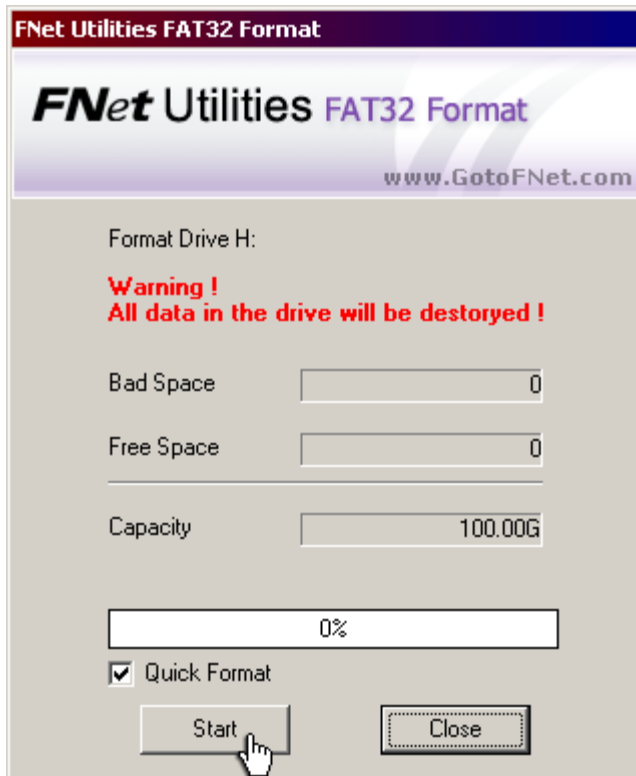 FNet Utilities FAT32 Format
FNet Utilities FAT32 Format
www.GotoFNet.com
Format Drive H:
Warning !
All data in the drive will be destoryed !
Bad Space 0
Free Space 0
Capacity 100.00G
0%
Quick Format
Start Close